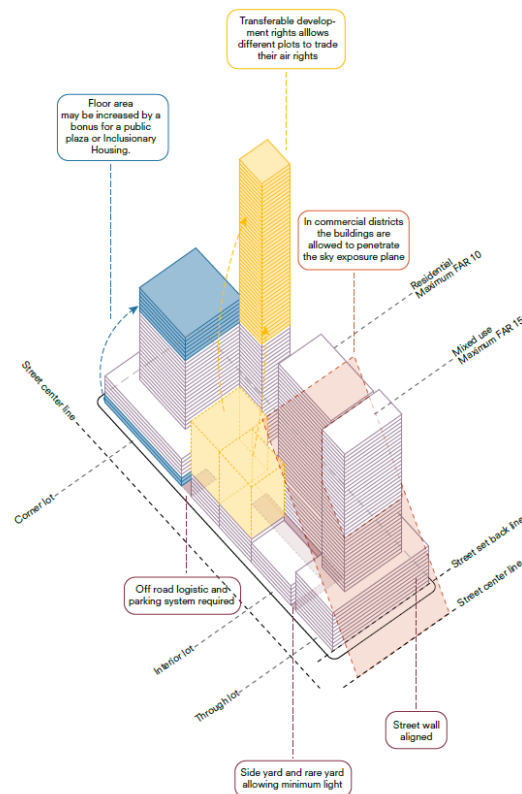 Transferable develop-
ment rights alllows
different plots to trade
their air rights
Floor area
may be increased by a
bonus for a public
plaza or Inclusionary
Housing.
In commercial districts
the buildings are
allowed to penetrate
the sky exposure plane
Residential
Maximum FAR 10
Mixed use
Maximum FAR 15
Street center line
Corner lot
Street set back line
Street center line
Off road logistic and
parking system required
Interior lot
Through lot
Street wall
aligned
Side yard and rare yard
allowing minimum light